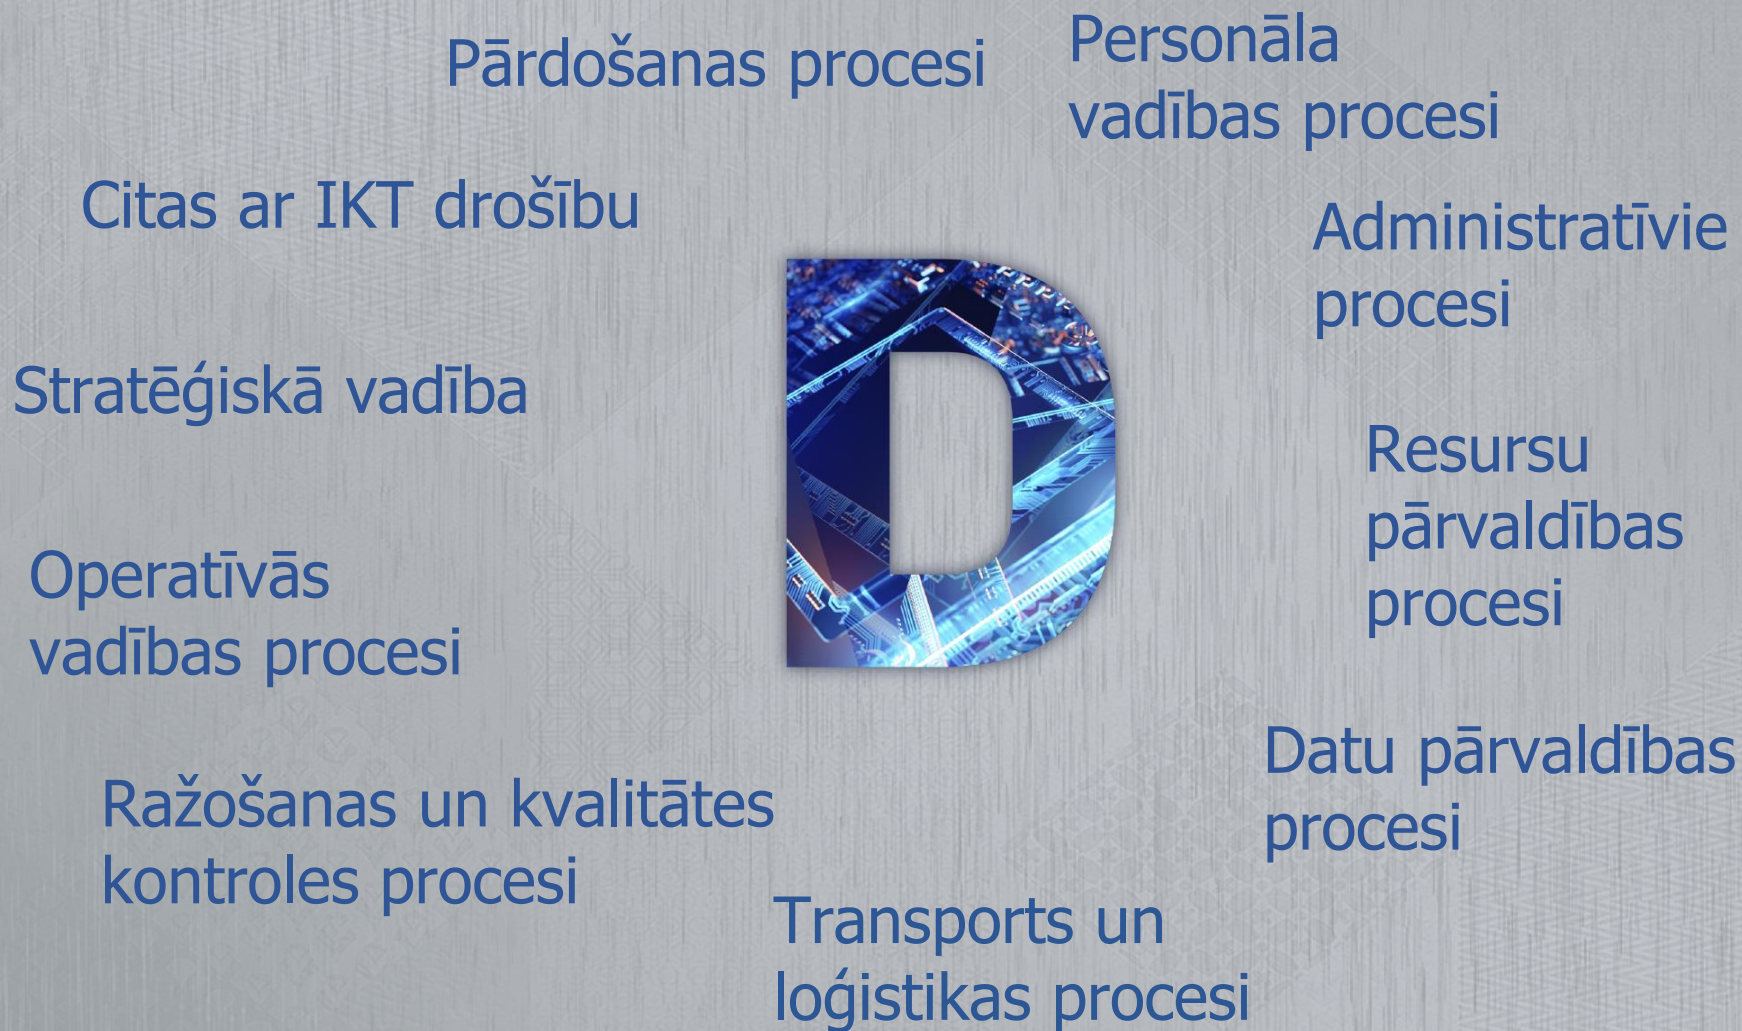 Pārdošanas procesi
Personāla
vadības procesi
Citas ar IKT drošību
Administratīvie
procesi
Stratēģiskā vadība
D
Resursu
pārvaldības
procesi
Operatīvās
vadības procesi
Datu pārvaldības
procesi
Ražošanas un kvalitātes
kontroles procesi
Transports un
loģistikas procesi